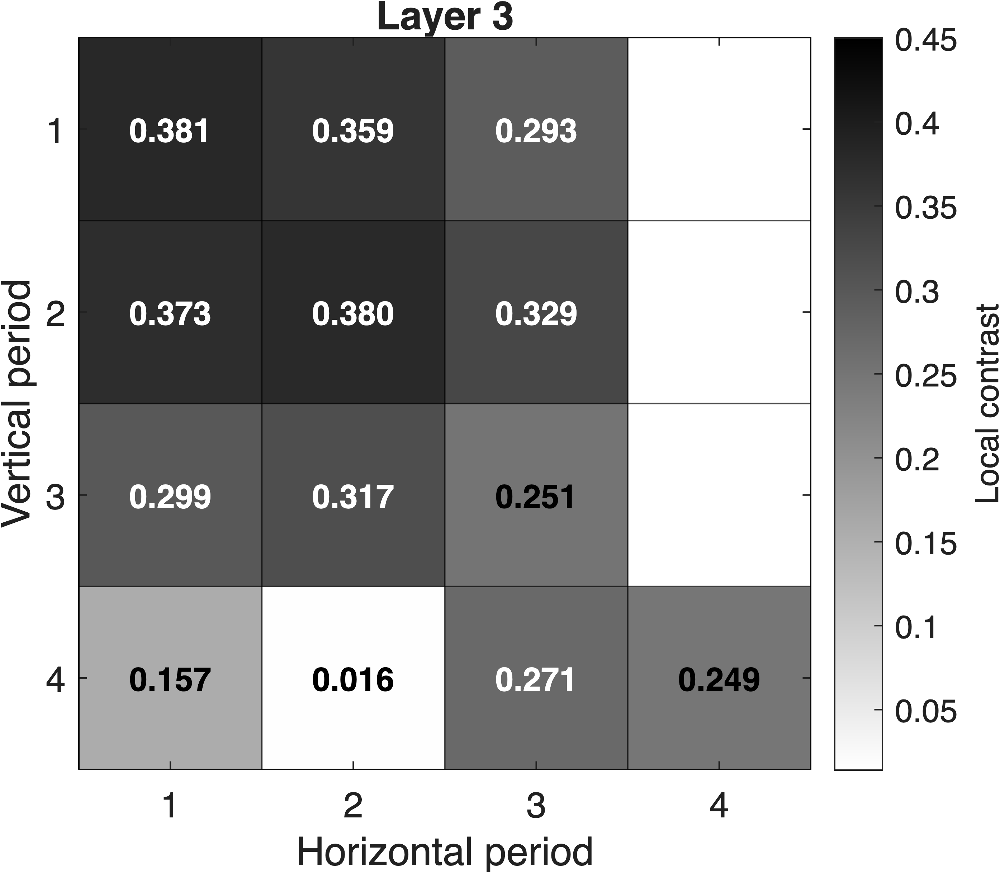 Layer 3
Vertical period
1
2
3
4
0.381 0.359 0.293
0.373 0.380 0.329
0.299 0.317 0.251
0.157 0.016 0.271 0.249
1 2 3 4
Horizontal period
0.45
0.4
0.35
0.3
0.25
0.2
0.15
0.1
0.05
Local contrast